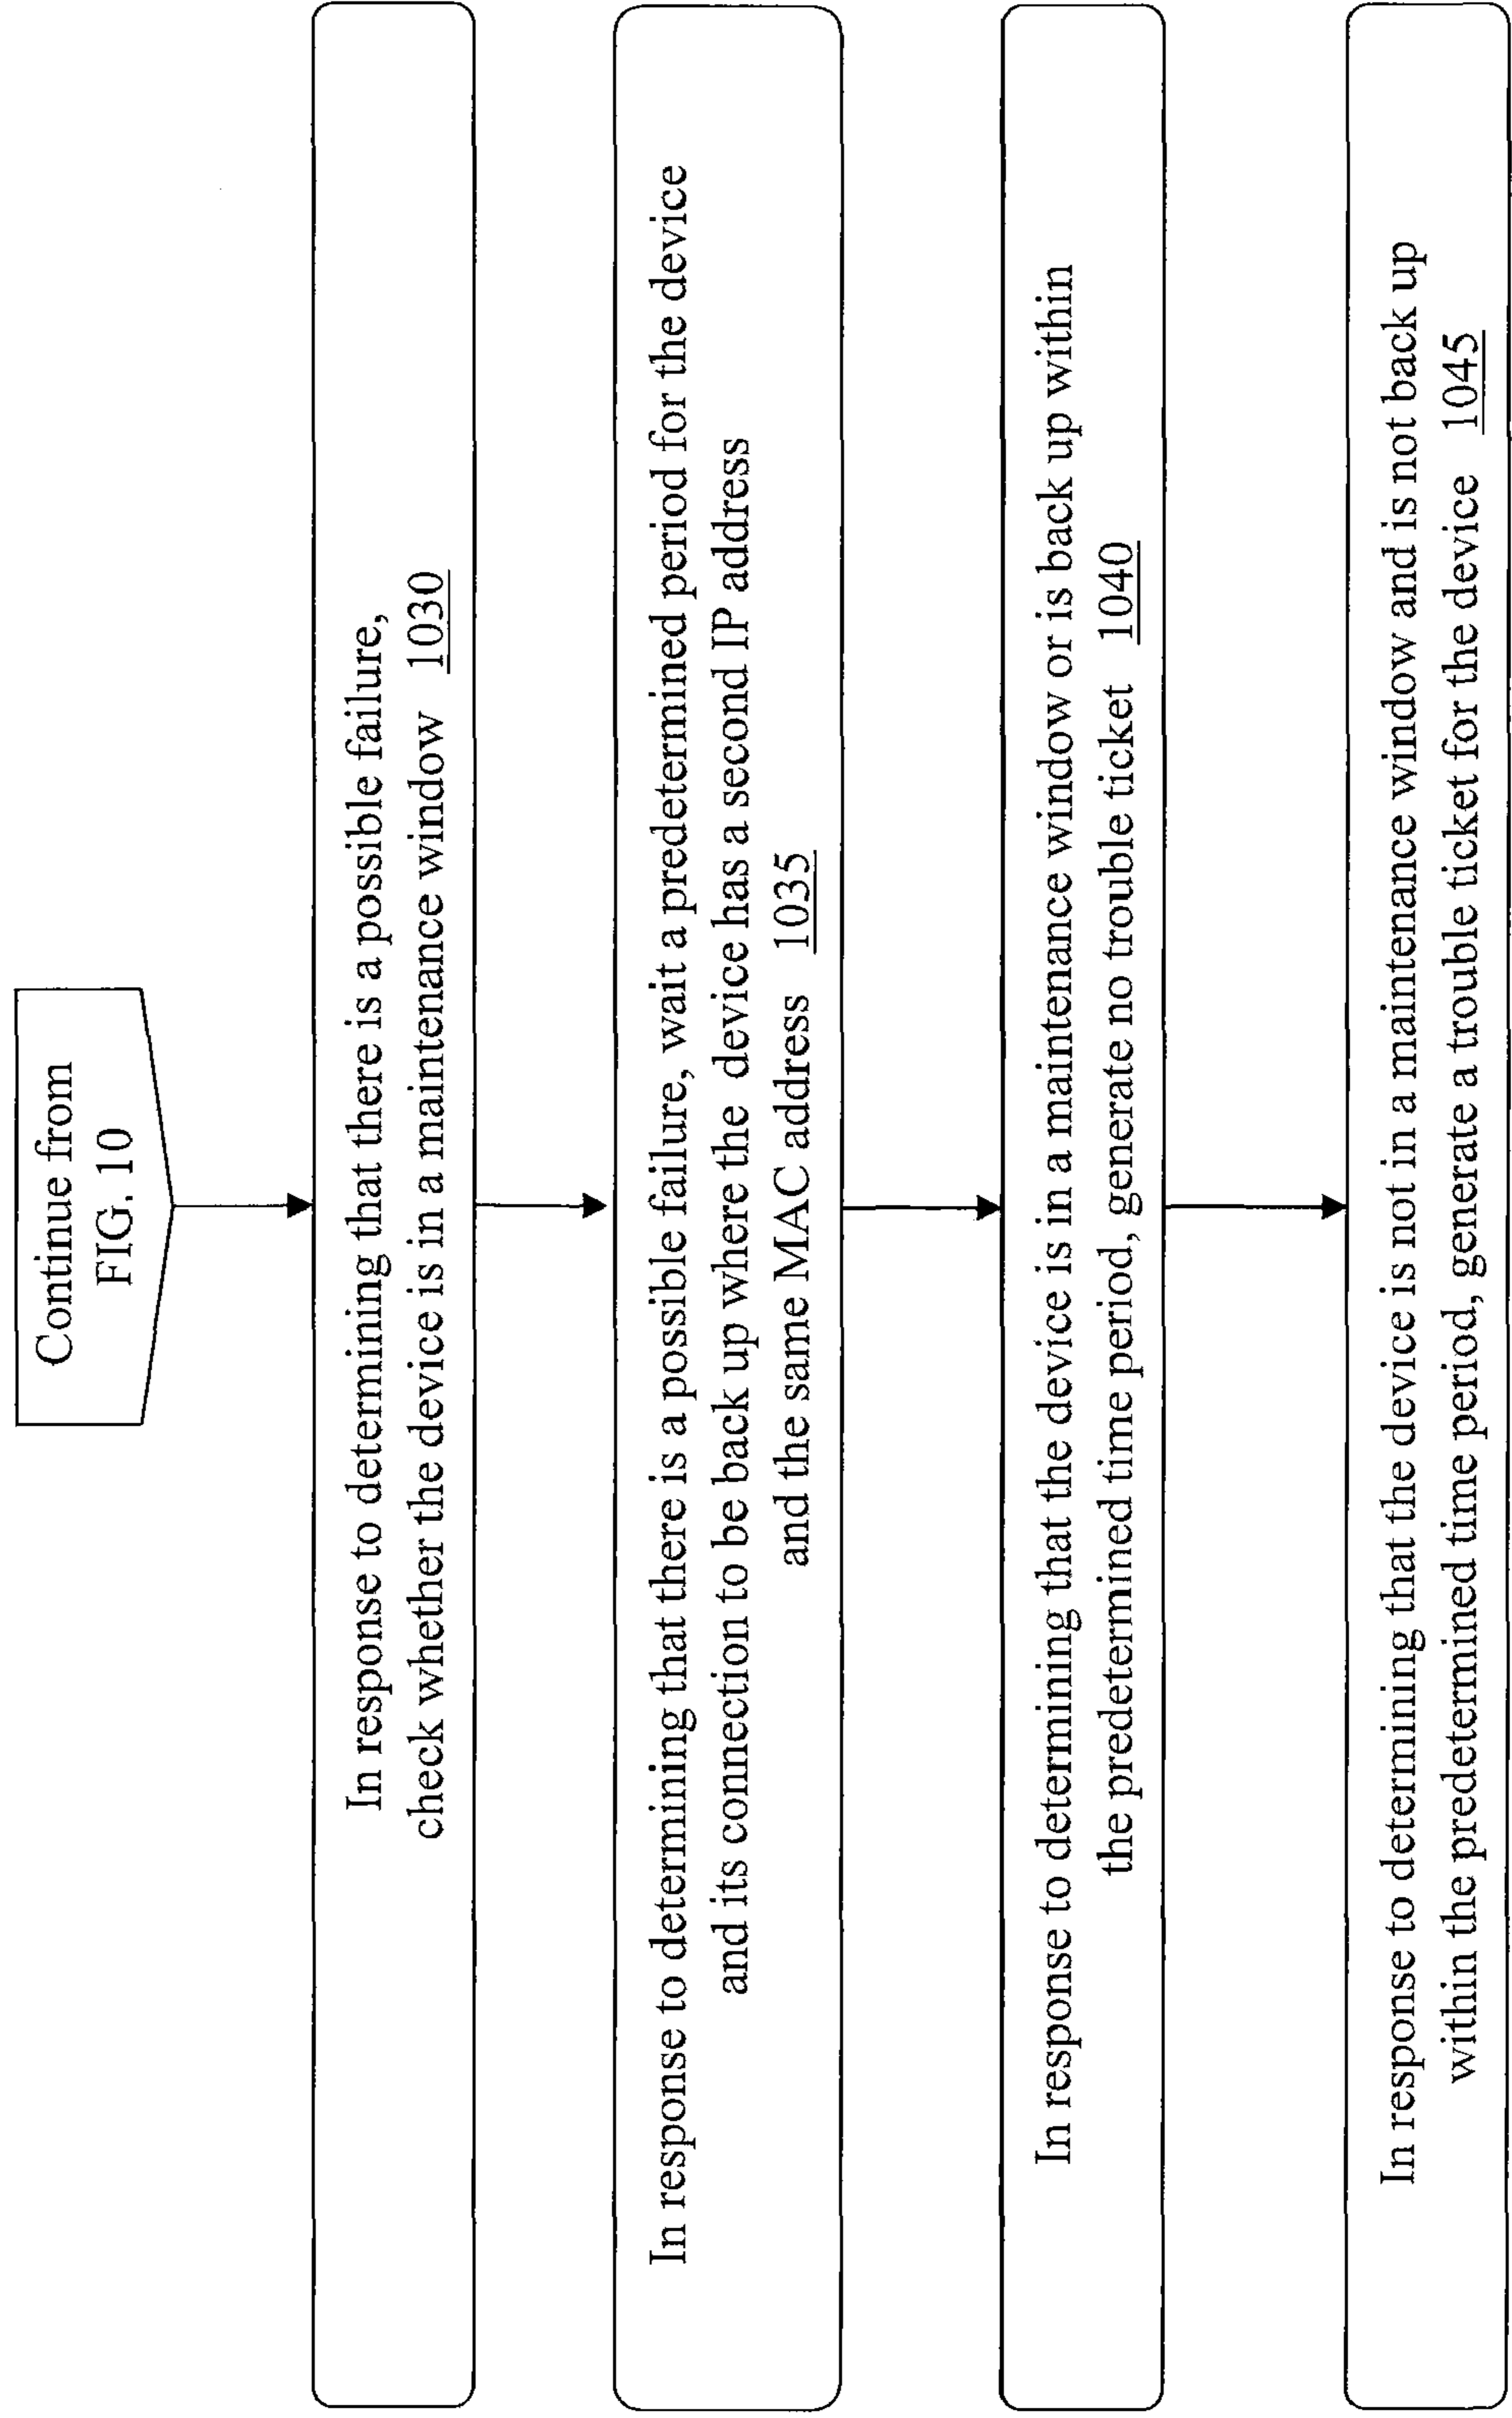 Continue from
FIG. 10
In response to determining that there is a possible failure,
check whether the device is in a maintenance window 1030
In response to determining that there is a possible failure, wait a predetermined period for the device
and its connection to be back up where the device has a second IP address
and the same MAC address 1035
In response to determining that the device is in a maintenance window or is back up within
the predetermined time period, generate no trouble ticket 1040
In response to determining that the device is not in a maintenance window and is not back up
within the predetermined time period, generate a trouble ticket for the device 1045